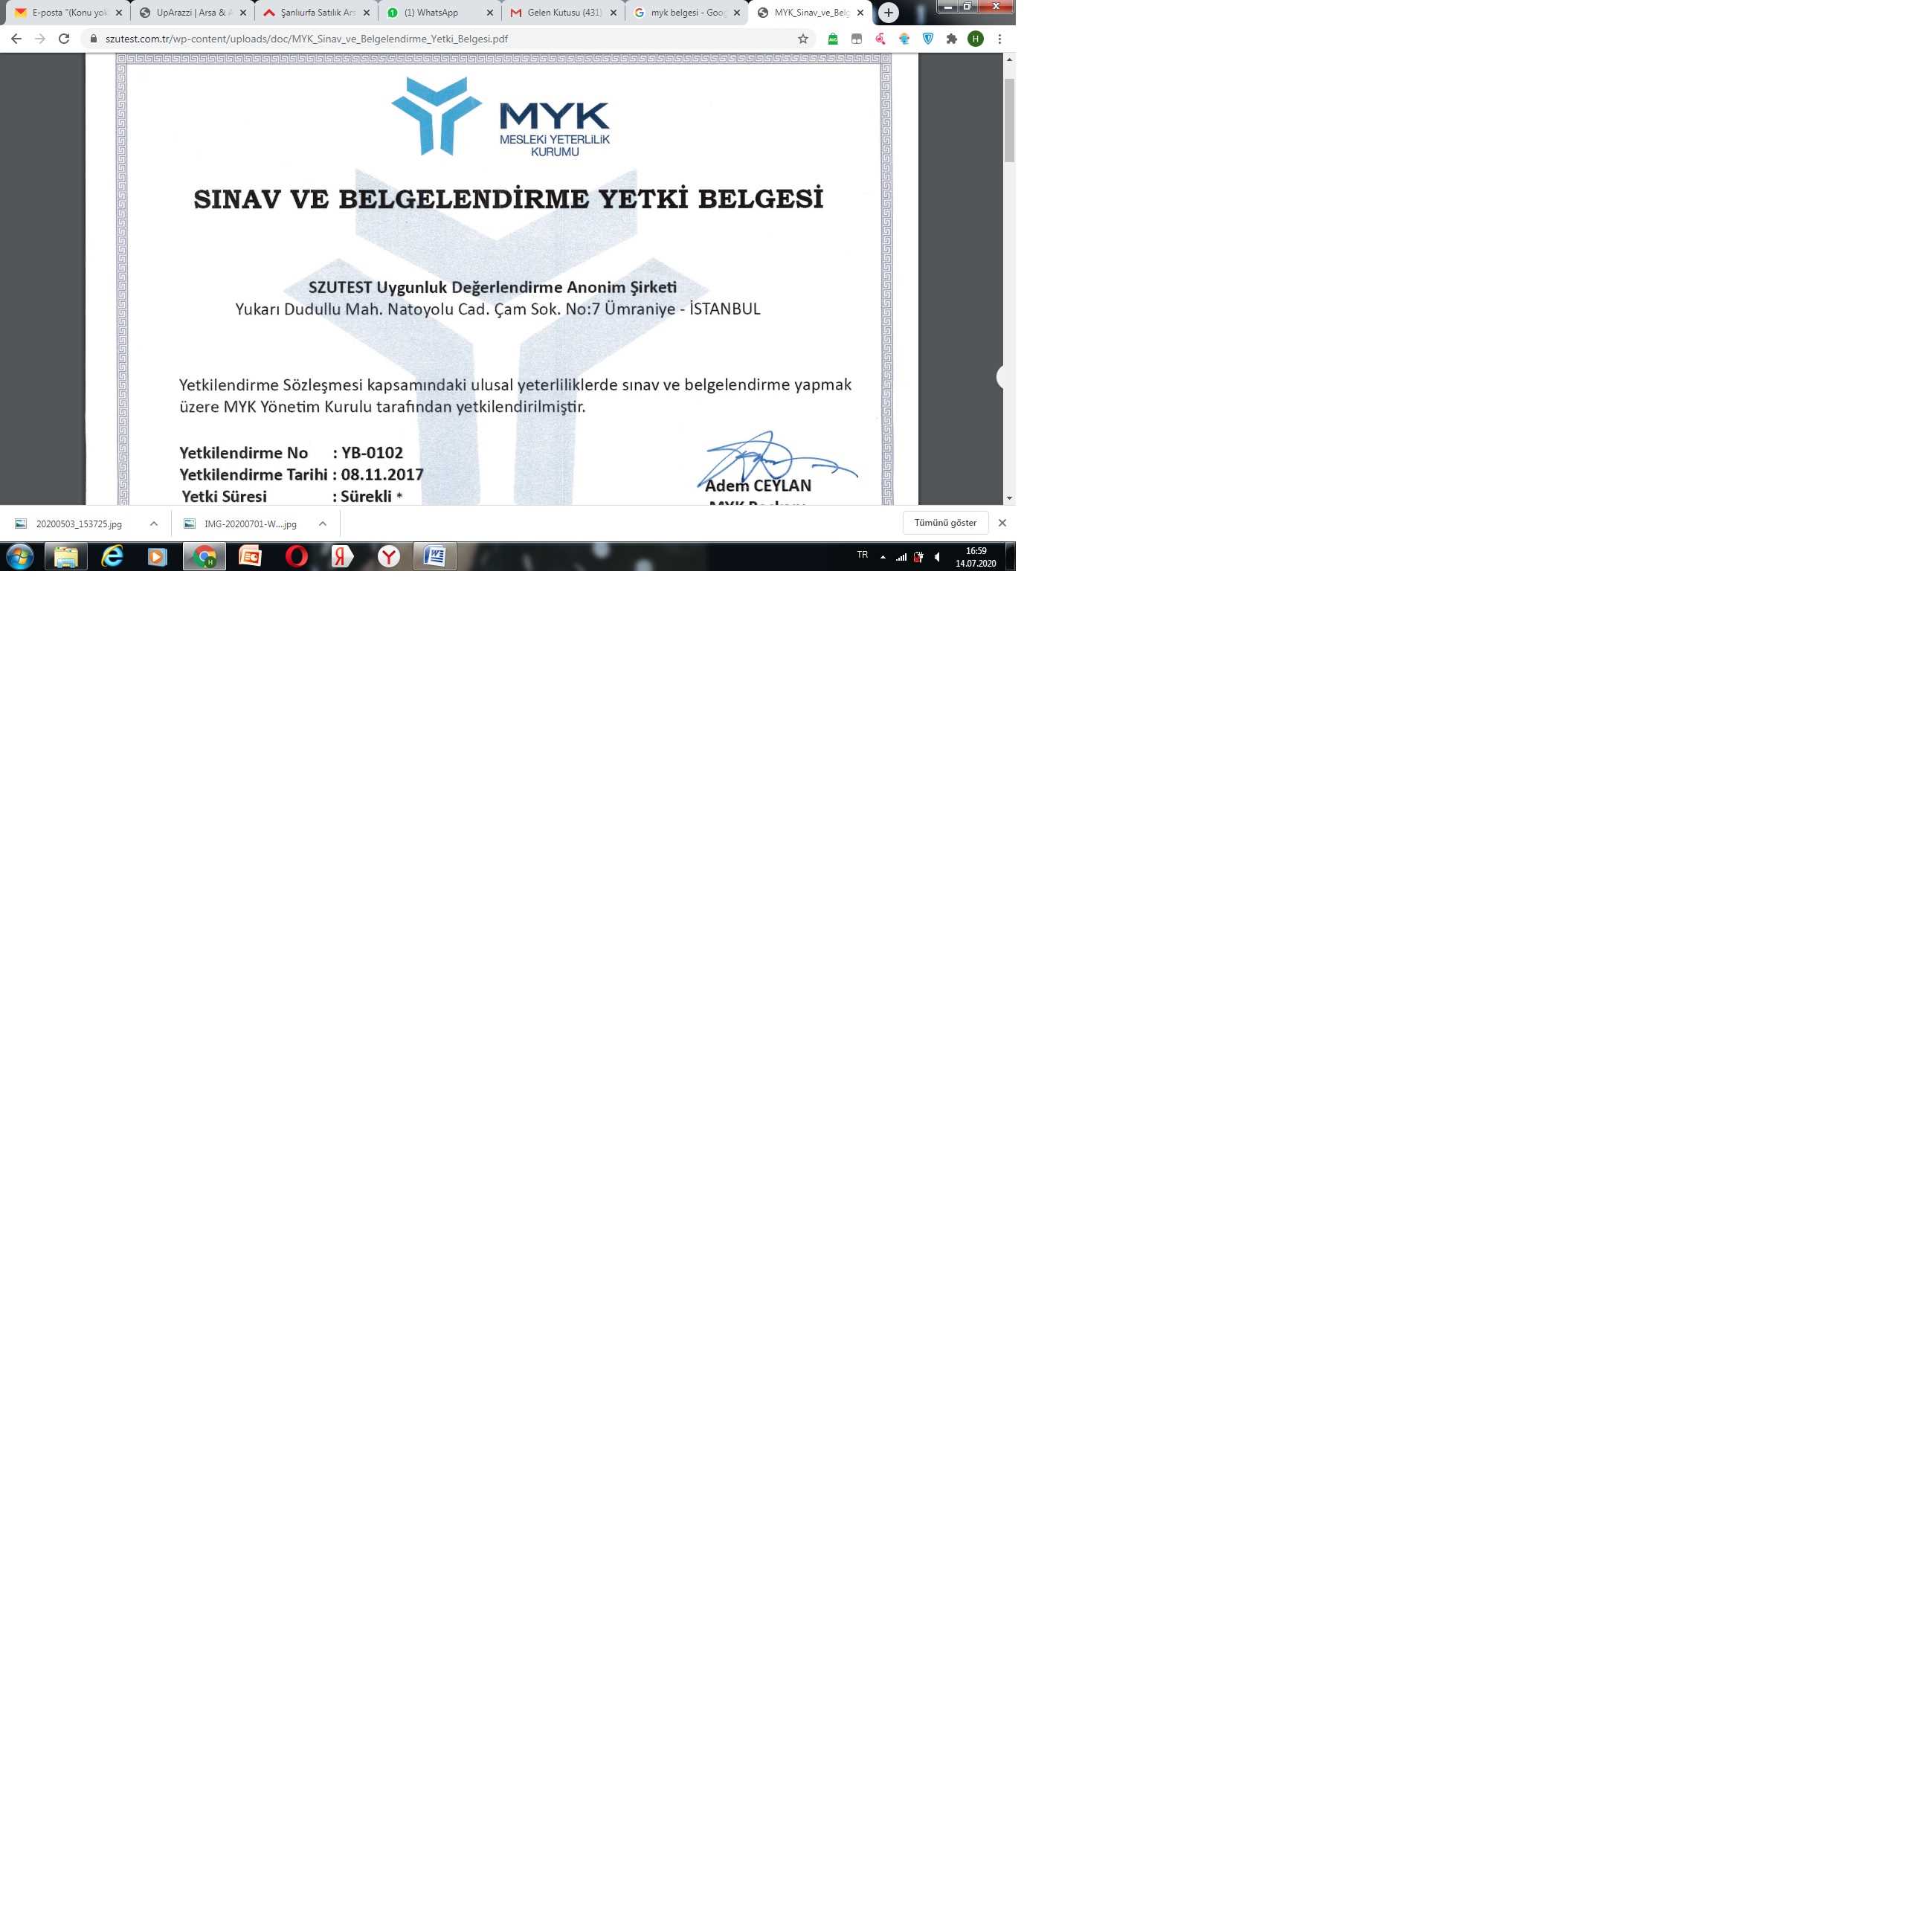 E-posta "(Konu yok
UpArazzi | Arsa & A
Şanlıurfa Satılık Ars
(1) WhatsApp
Gelen Kutusu (431)
myk belgesi - Goog
MYK_Sinav_ve_Belg
szutest.com.tr/wp-content/uploads/doc/MYK_Sinav_ve_Belgelendirme_Yetki_Belgesi.pdf
H
MYK
MESLEKİ YETERLİLİK
KURUMU
SINAV VE BELGELENDİRME YETKİ BELGESİ
SZUTEST Uygunluk Değerlendirme Anonim Şirketi
Yukarı Dudullu Mah. Natoyolu Cad. Çam Sok. No:7 Ümraniye - İSTANBUL
Yetkilendirme Sözleşmesi kapsamındaki ulusal yeterliliklerde sınav ve belgelendirme yapmak
üzere MYK Yönetim Kurulu tarafından yetkilendirilmiştir.
Yetkilendirme No : YB-0102
Yetkilendirme Tarihi : 08.11.2017
Yetki Süresi : Sürekli *
Adem CEYLAN
20200503_153725.jpg
IMG-20200701-W....jpg
Tümünü göster
TR
16:59
14.07.2020